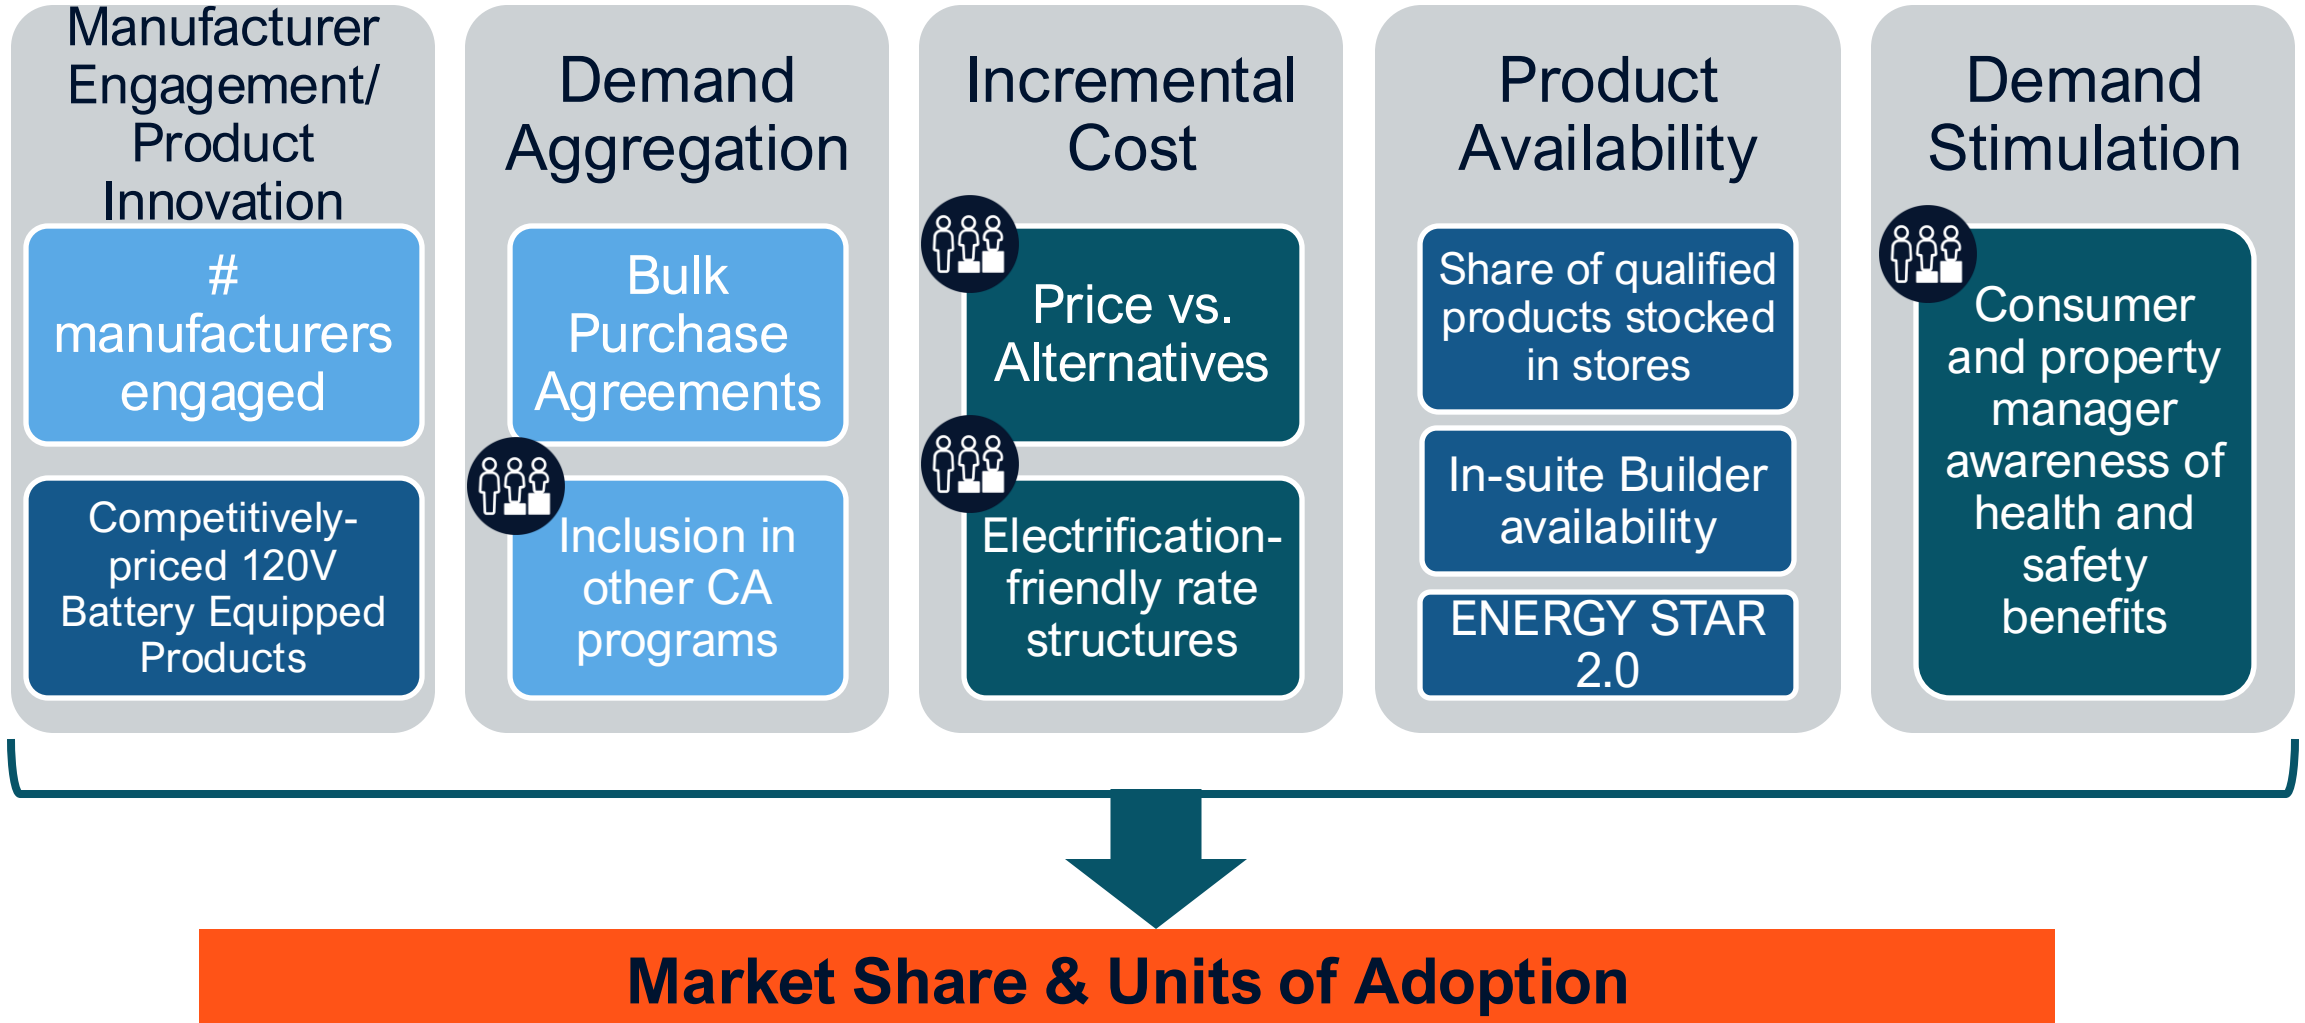 Manufacturer
Engagement/
Product
Innovation
#
manufacturers
engaged
Competitively-
priced 120V
Battery Equipped
Products
Demand
Aggregation
Bulk
Purchase
Agreements
Inclusion in
other CA
programs
Incremental
Cost
Price vs.
Alternatives
Electrification-
friendly rate
structures
Product
Availability
Share of qualified
products stocked
in stores
In-suite Builder
availability
ENERGY STAR
2.0
Demand
Stimulation
Consumer
and property
manager
awareness of
health and
safety
benefits
Market Share & Units of Adoption